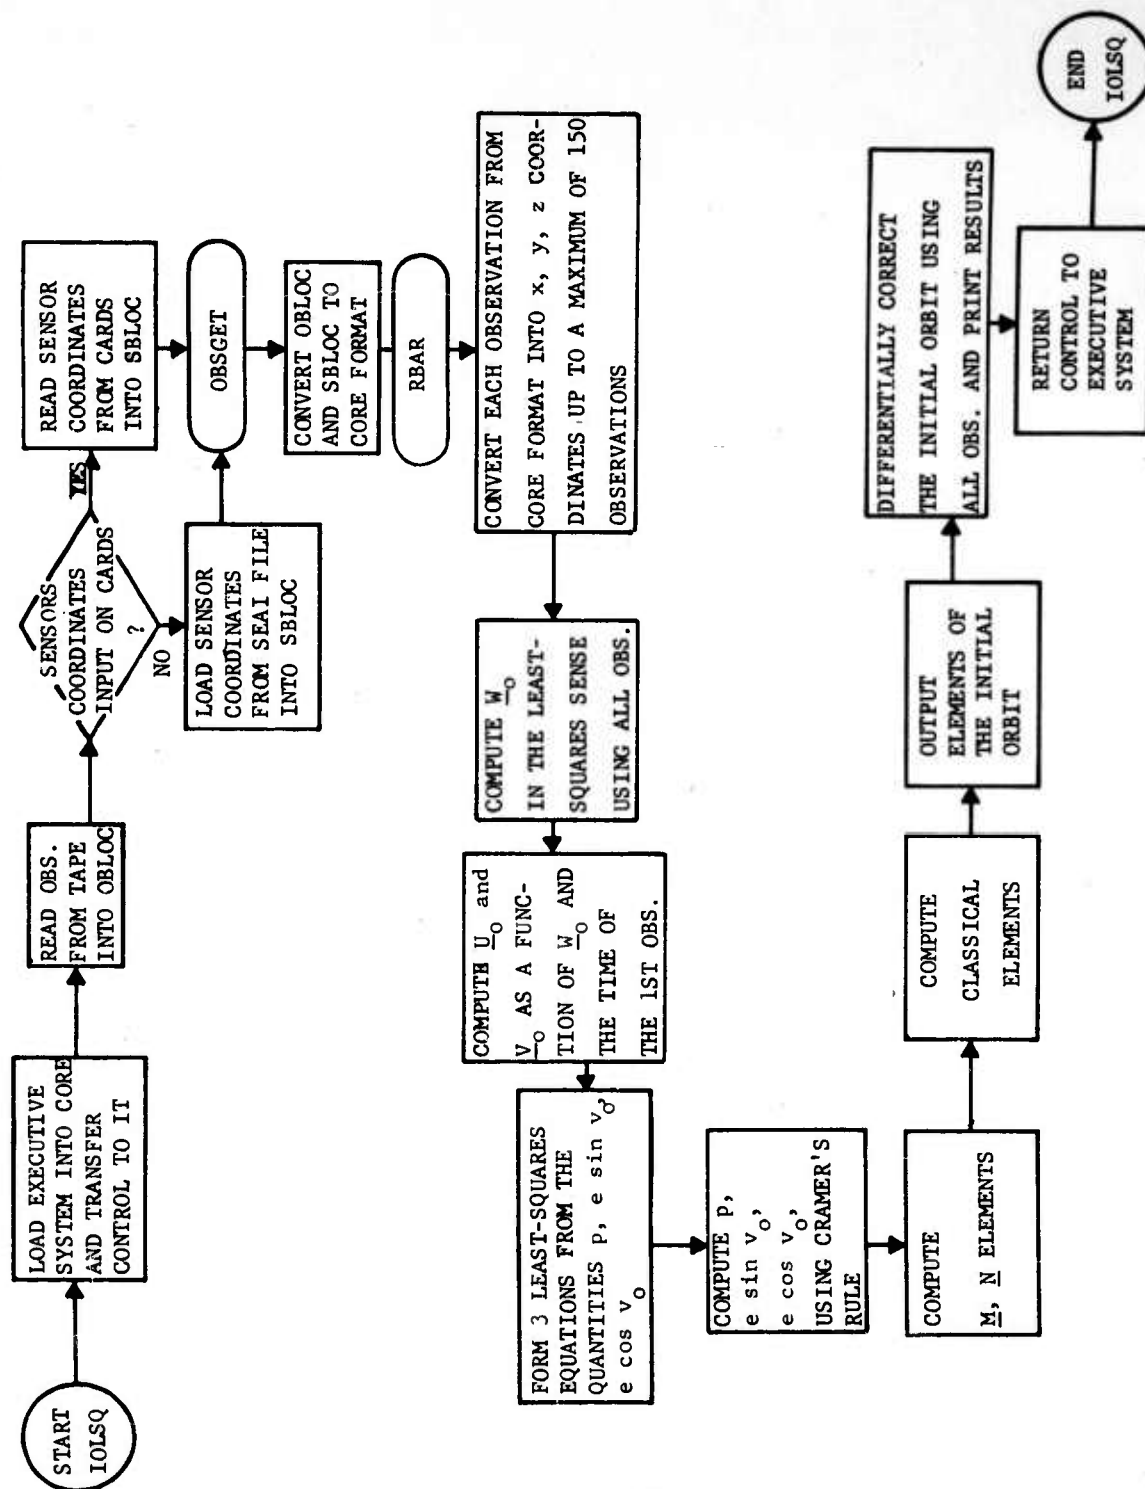 START
IOLSQ
LOAD EXECUTIVE
SYSTEM INTO CORE
AND TRANSFER
CONTROL TO IT
READ OBS.
FROM TAPE
INTO OBLOC
SENSORS
COORDINATES
INPUT ON CARDS
?
YES
NO
READ SENSOR
COORDINATES
FROM CARDS
INTO SBLOC
LOAD SENSOR
COORDINATES
FROM SEAI FILE
INTO SBLOC
OBSGET
CONVERT OBLOC
AND SBLOC TO
CORE FORMAT
RBAR
CONVERT EACH OBSERVATION FROM
CORE FORMAT INTO x, y, z COOR-
DINATES UP TO A MAXIMUM OF 150
OBSERVATIONS
COMPUTE W_o
IN THE LEAST-
SQUARES SENSE
USING ALL OBS.
COMPUTE U_o and
V_o AS A FUNC-
TION OF W_o AND
THE TIME OF
THE 1ST OBS.
FORM 3 LEAST-SQUARES
EQUATIONS FROM THE
QUANTITIES p, e sin v_o,
e cos v_o
COMPUTE p,
e sin v_o,
e cos v_o,
USING CRAMER'S
RULE
COMPUTE
M, N ELEMENTS
COMPUTE
CLASSICAL
ELEMENTS
OUTPUT
ELEMENTS OF
THE INITIAL
ORBIT
DIFFERENTIALLY CORRECT
THE INITIAL ORBIT USING
ALL OBS. AND PRINT RESULTS
RETURN
CONTROL TO
EXECUTIVE
SYSTEM
END
IOLSQ